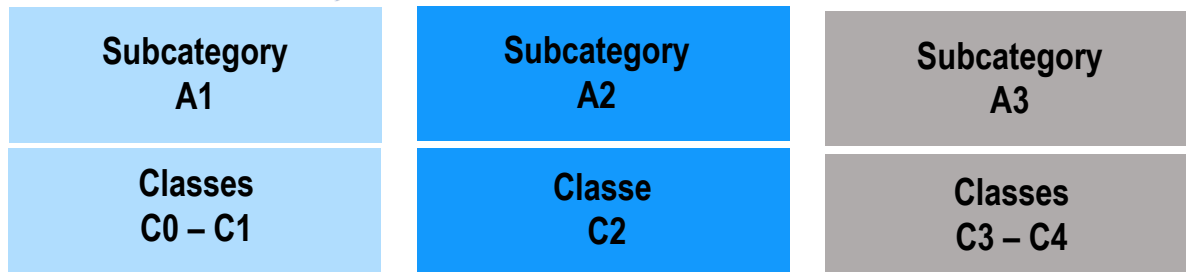 Subcategory
A1
Subcategory
A2
Subcategory
A3
Classes
C0 – C1
Classe
C2
Classes
C3 – C4